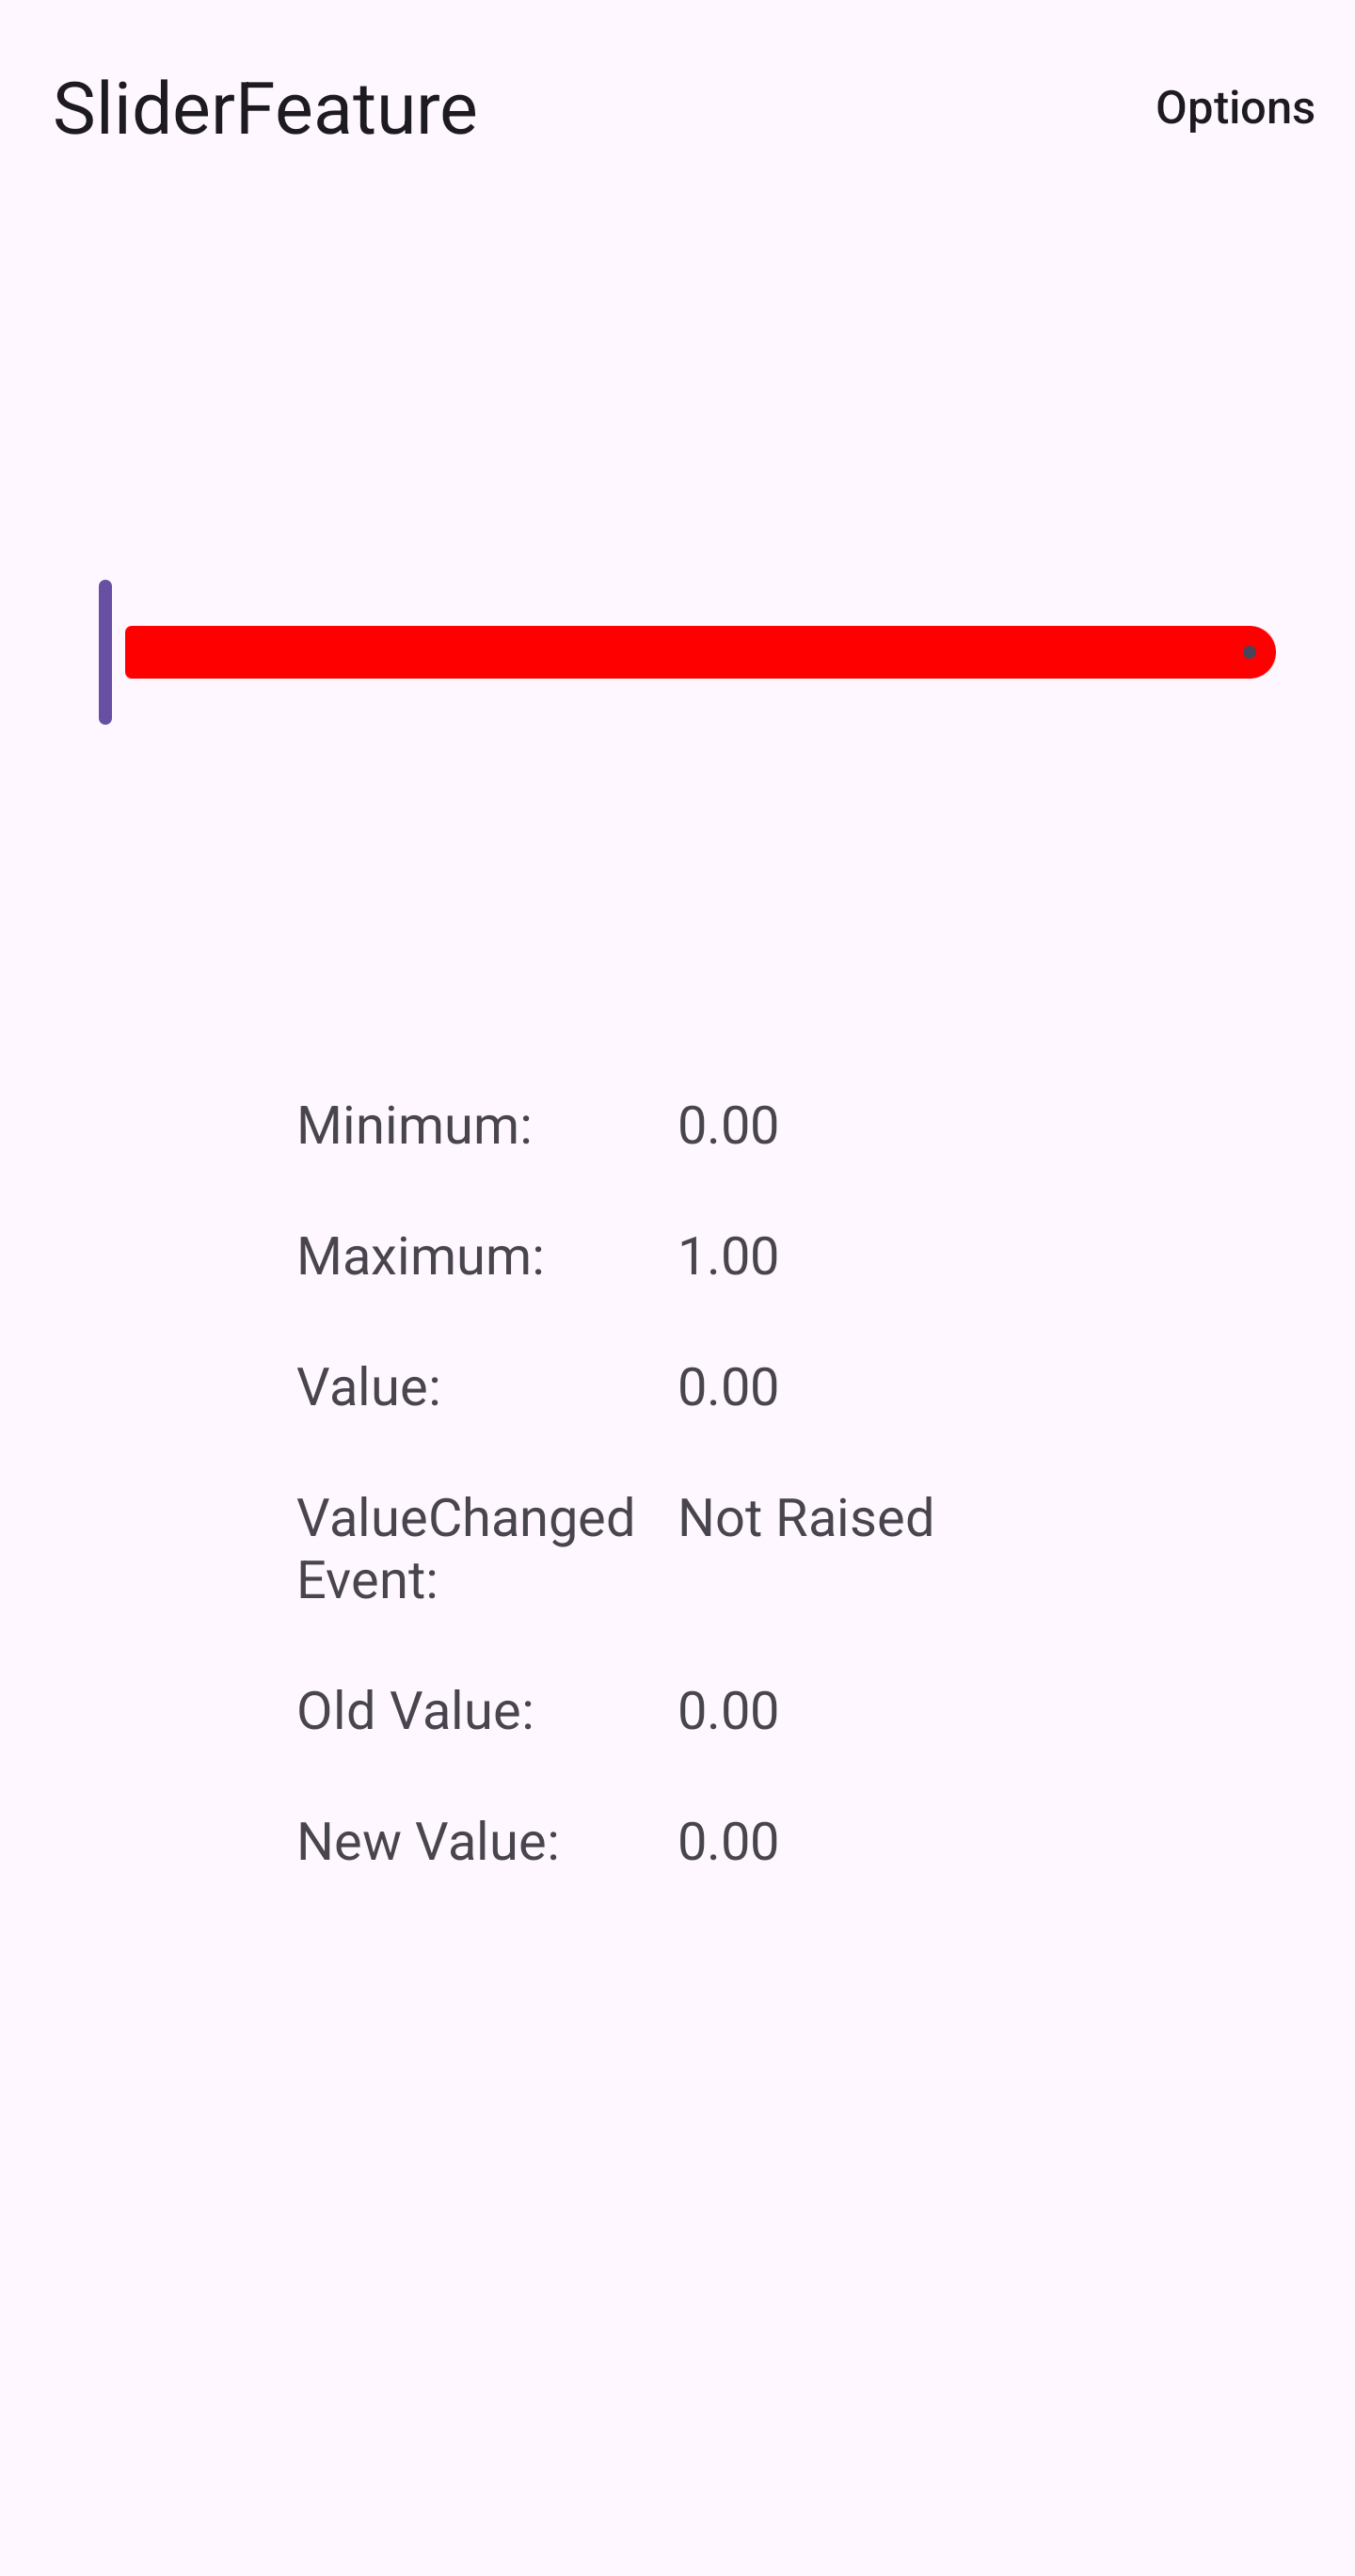 SliderFeature Options
Minimum: 0.00
Maximum: 1.00
Value: 0.00
ValueChanged Not Raised
Event:
Old Value: 0.00
New Value: 0.00